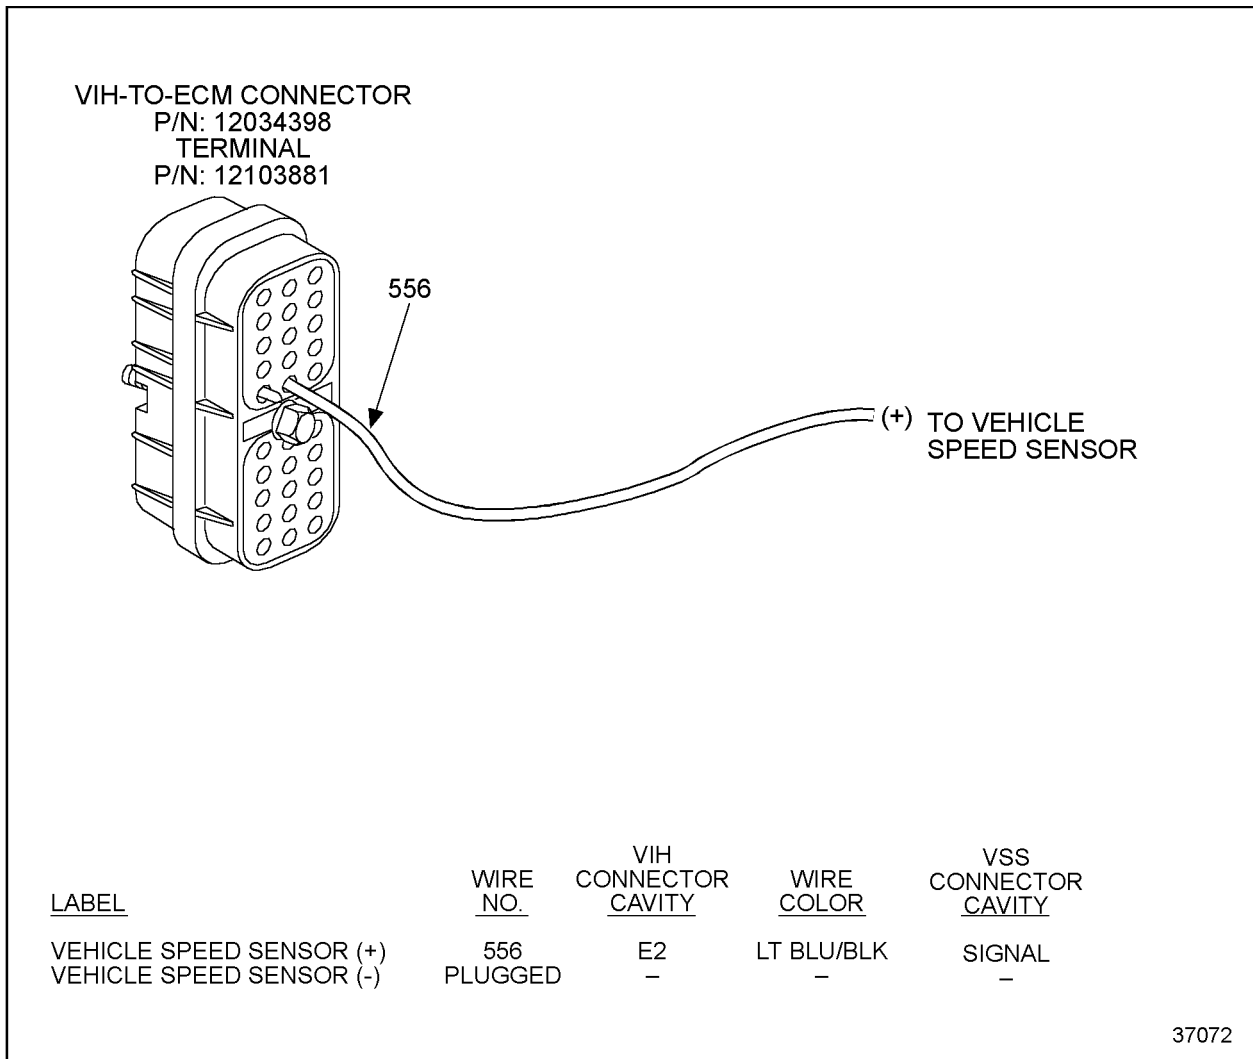 VIH-TO-ECM CONNECTOR
P/N: 12034398
TERMINAL
P/N: 12103881
556
(+) TO VEHICLE
SPEED SENSOR
LABEL
WIRE
NO.
VIH
CONNECTOR
CAVITY
WIRE
COLOR
VSS
CONNECTOR
CAVITY
VEHICLE SPEED SENSOR (+) 556 E2 LT BLU/BLK SIGNAL
VEHICLE SPEED SENSOR (-) PLUGGED – – –
37072